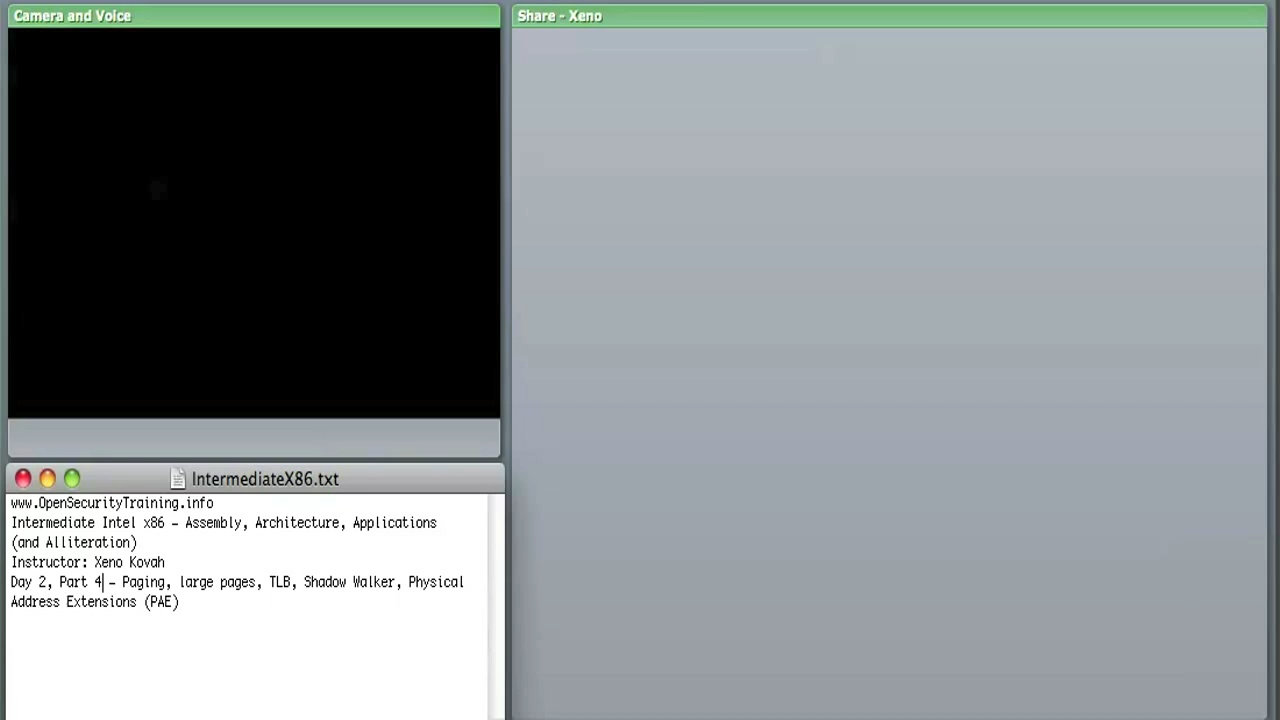 Camera and Voice
Share - Xeno
IntermediateX86.txt
www.OpenSecurityTraining.info
Intermediate Intel x86 – Assembly, Architecture, Applications
(and Alliteration)
Instructor: Xeno Kovah
Day 2, Part 4 – Paging, large pages, TLB, Shadow Walker, Physical
Address Extensions (PAE)